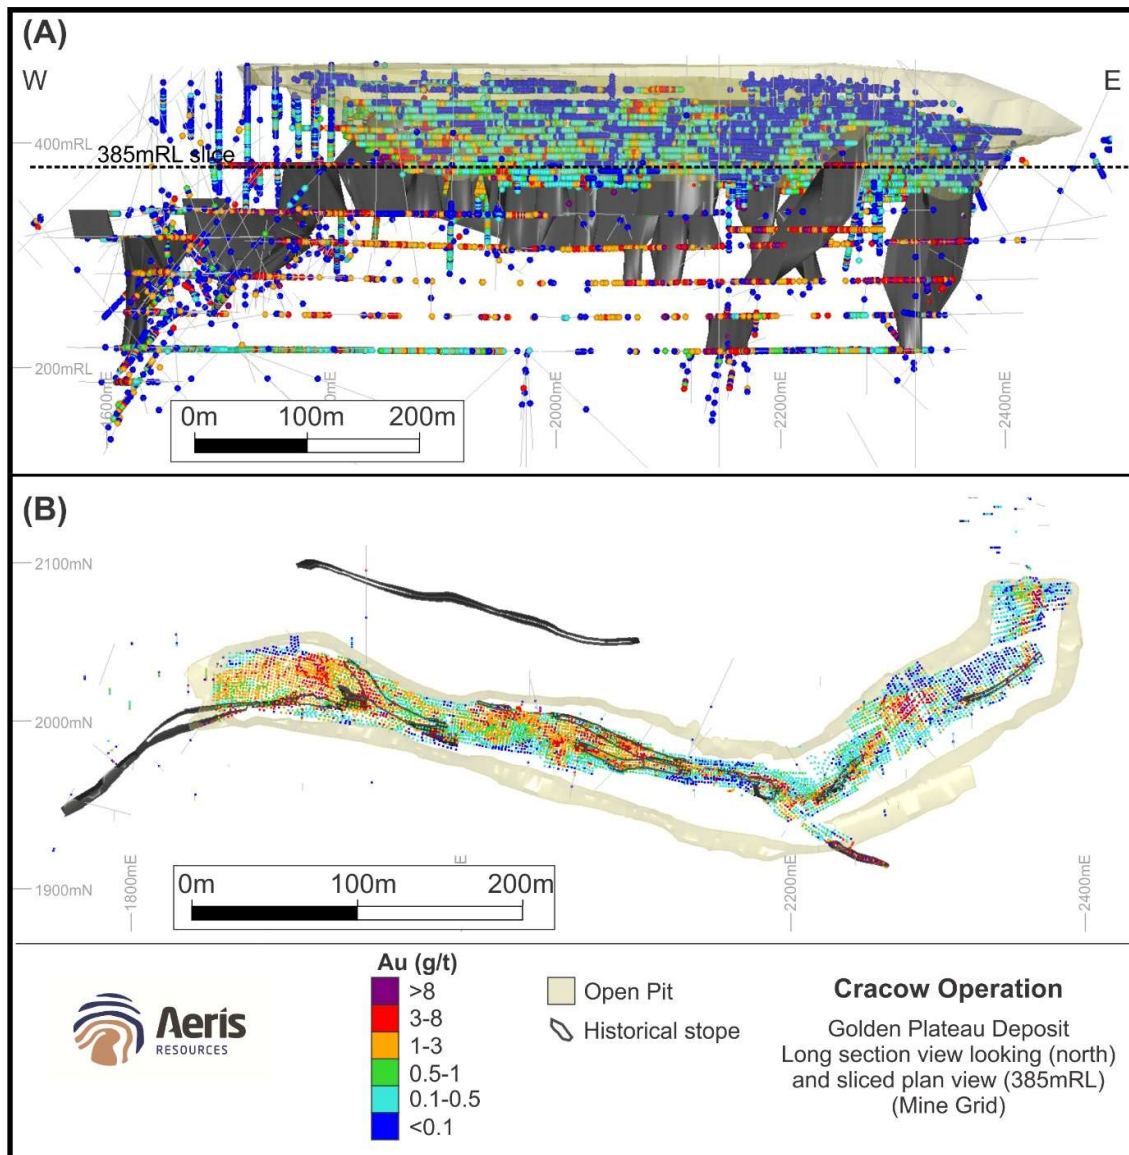 (A)
W
E
400mRL
385mRL slice
200mRL
1600mE
2000mE
2200mE
2400mE
0m 100m 200m
(B)
2100mN
2000mN
1900mN
1800mE
2200mE
2400mE
0m 100m 200m
Aeris
RESOURCES
Au (g/t)
>8
3-8
1-3
0.5-1
0.1-0.5
<0.1
Open Pit
Historical stope
Cracow Operation
Golden Plateau Deposit
Long section view looking (north)
and sliced plan view (385mRL)
(Mine Grid)